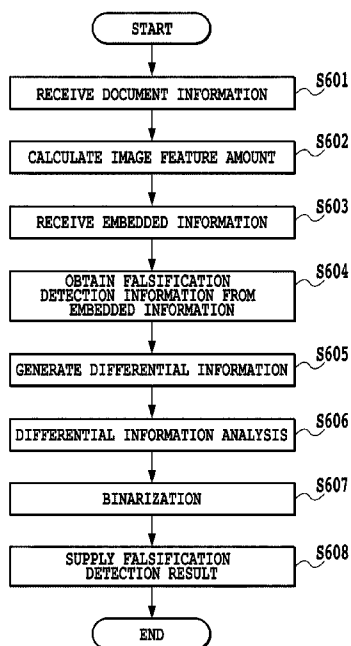 START
RECEIVE DOCUMENT INFORMATION
S601
CALCULATE IMAGE FEATURE AMOUNT
S602
RECEIVE EMBEDDED INFORMATION
S603
OBTAIN FALSIFICATION
DETECTION INFORMATION FROM
EMBEDDED INFORMATION
S604
GENERATE DIFFERENTIAL INFORMATION
S605
DIFFERENTIAL INFORMATION ANALYSIS
S606
BINARIZATION
S607
SUPPLY FALSIFICATION
DETECTION RESULT
S608
END